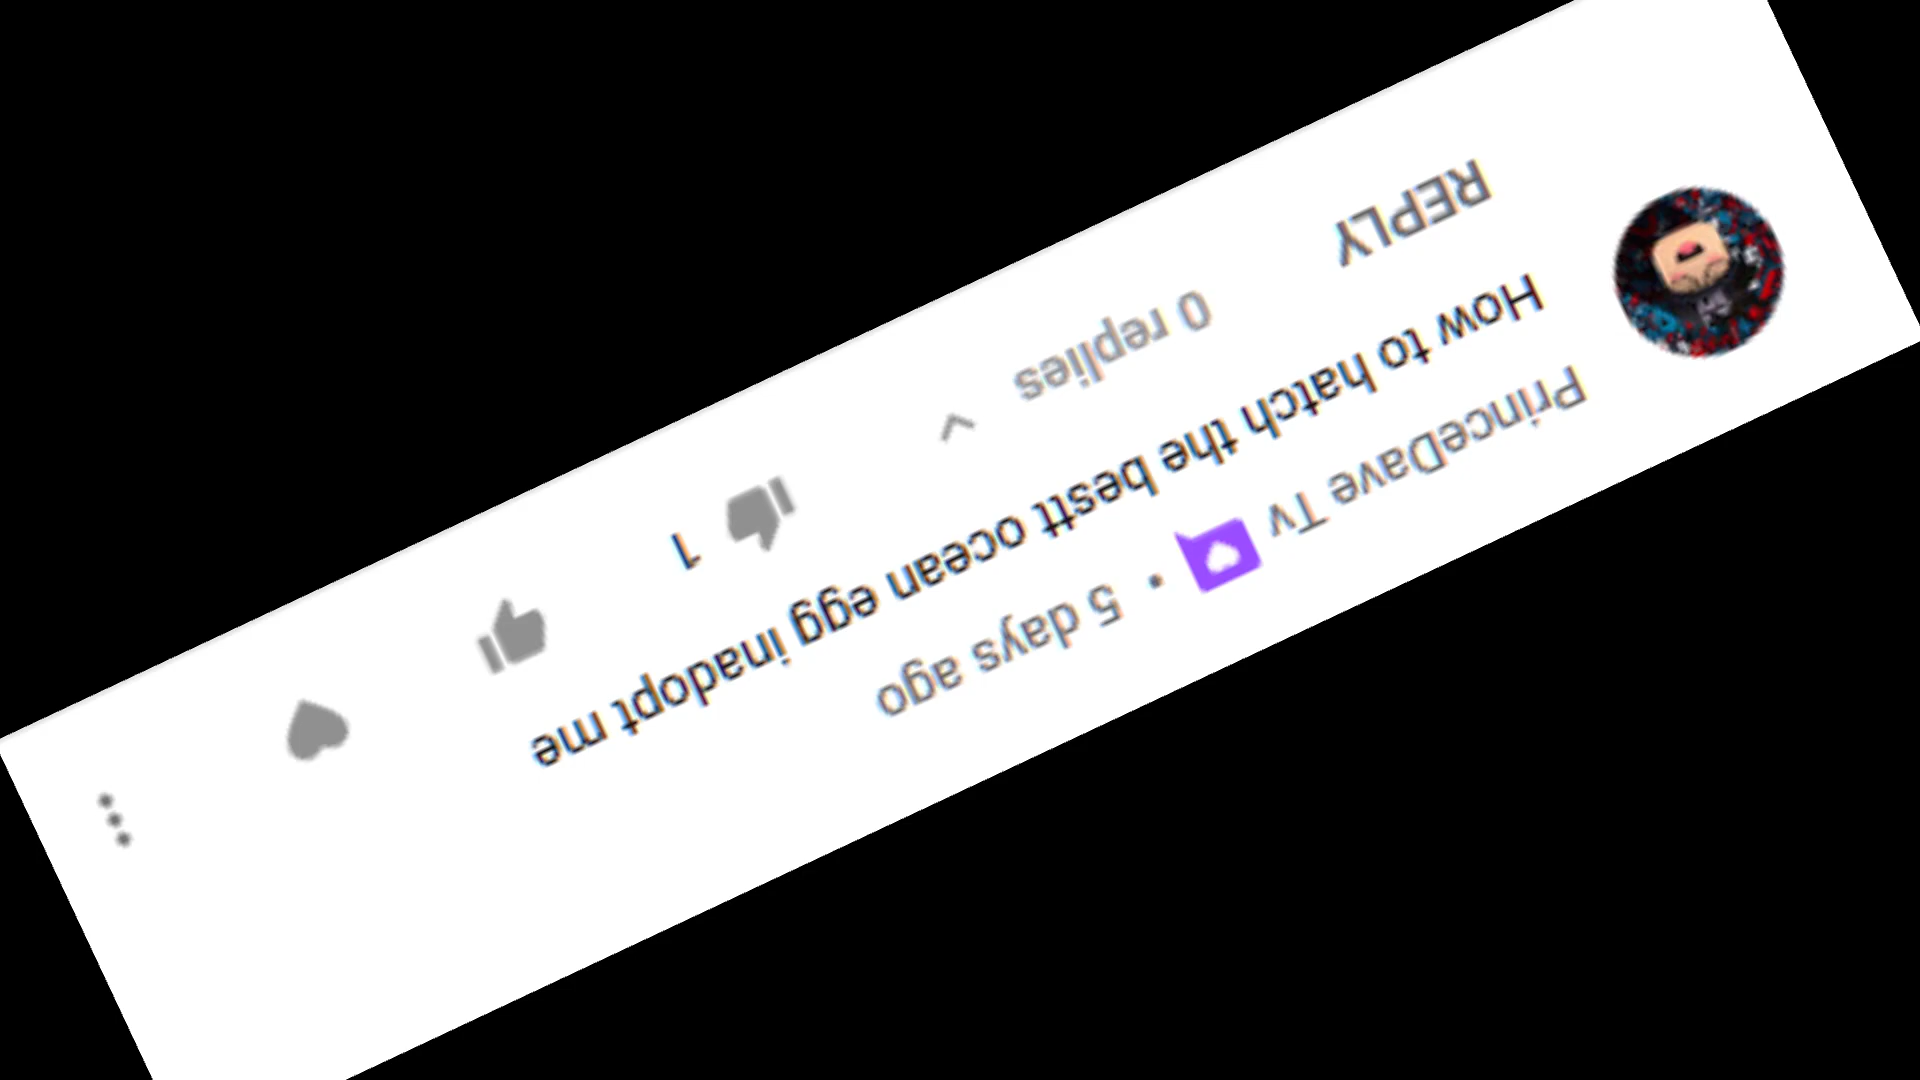 PrinceDave Tv • 5 days ago
How to hatch the bestt ocean egg inadopt me
REPLY 0 replies 1